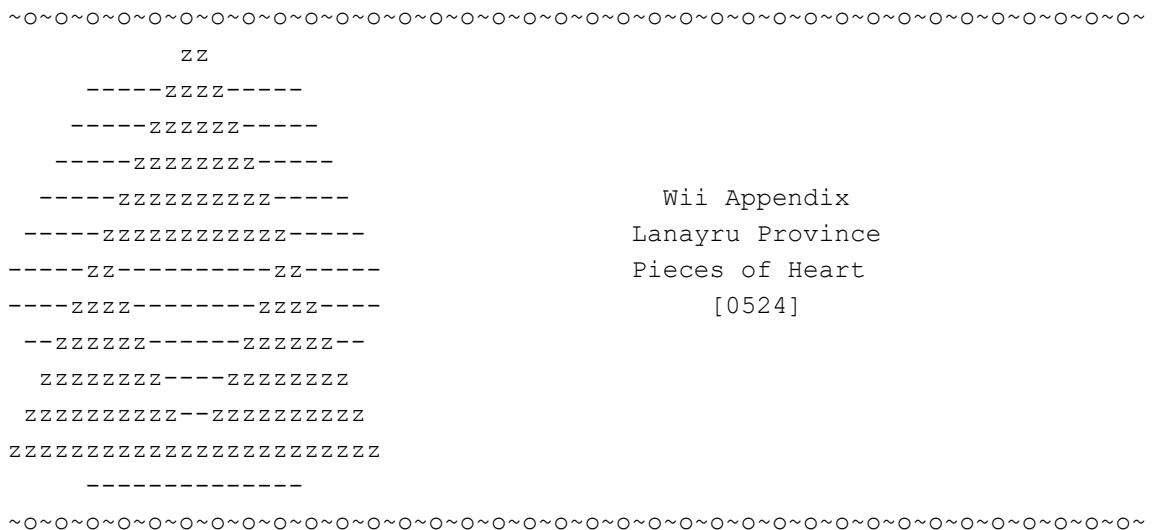 ~o~o~o~o~o~o~o~o~o~o~o~o~o~o~o~o~o~o~o~o~o~o~o~o~o~o~o~o~o~o~o~o~o~o~o~o~
           zz
     -----zzzz-----
    -----zzzzzz-----
   -----zzzzzzzz-----
  -----zzzzzzzzzz-----                    Wii Appendix
 -----zzzzzzzzzzzz-----                 Lanayru Province
-----zz----------zz-----                Pieces of Heart
----zzzz--------zzzz----                     [0524]
 --zzzzzz------zzzzzz--
  zzzzzzzz----zzzzzzzz
 zzzzzzzzzz--zzzzzzzzzz
zzzzzzzzzzzzzzzzzzzzzzzz
     --------------
~o~o~o~o~o~o~o~o~o~o~o~o~o~o~o~o~o~o~o~o~o~o~o~o~o~o~o~o~o~o~o~o~o~o~o~o~